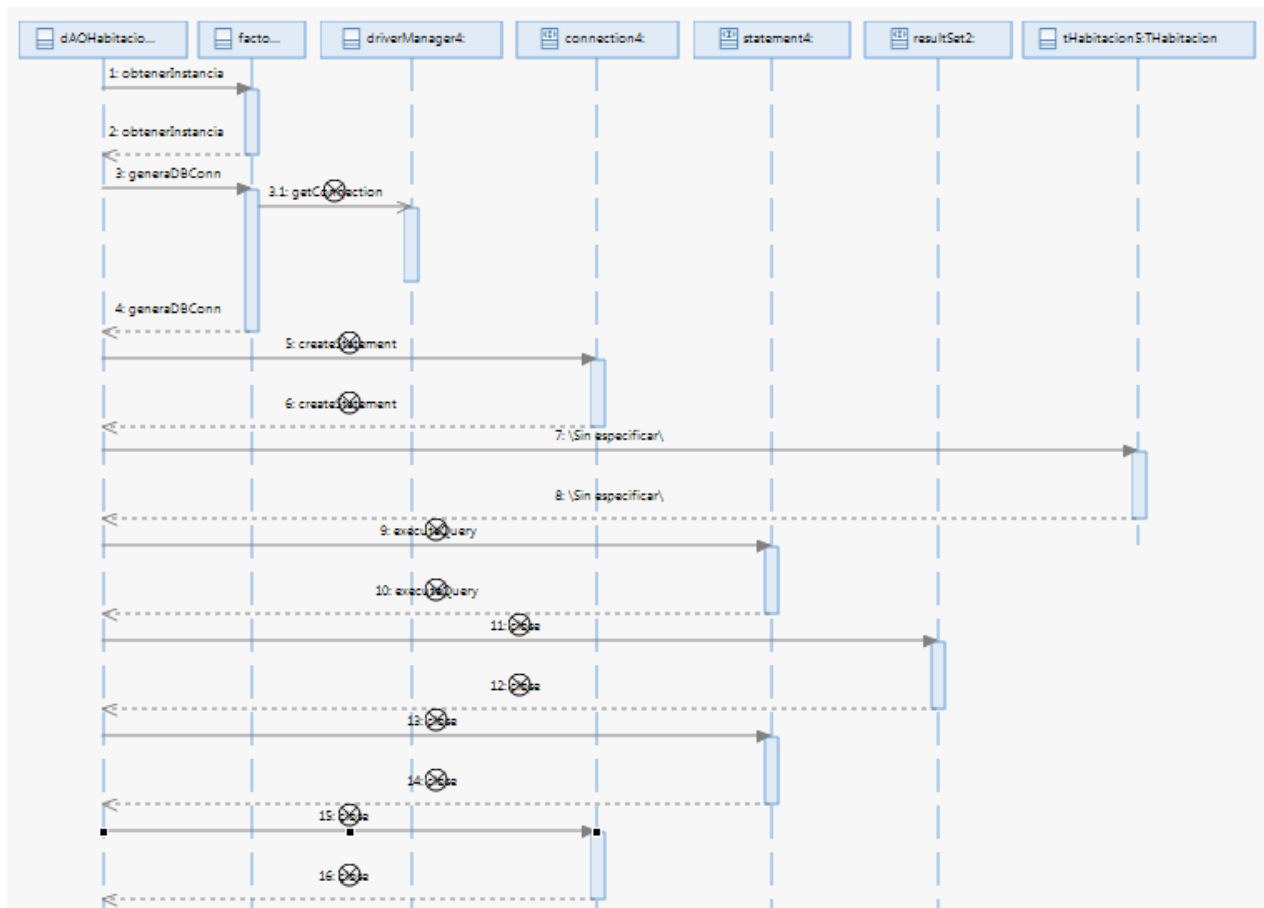 dAOHabitacio...
facto...
driverManager4:
connection4:
statement4:
resultSet2:
tHabitacion5:THabitacion
1: obtenerInstancia
2: obtenerInstancia
3: generaDBConn
3.1: getConnection
4: generaDBConn
5: createStatement
6: createStatement
7: \Sin especificar\
8: \Sin especificar\
9: executeQuery
10: executeQuery
11: close
12: close
13: close
14: close
15: close
16: close